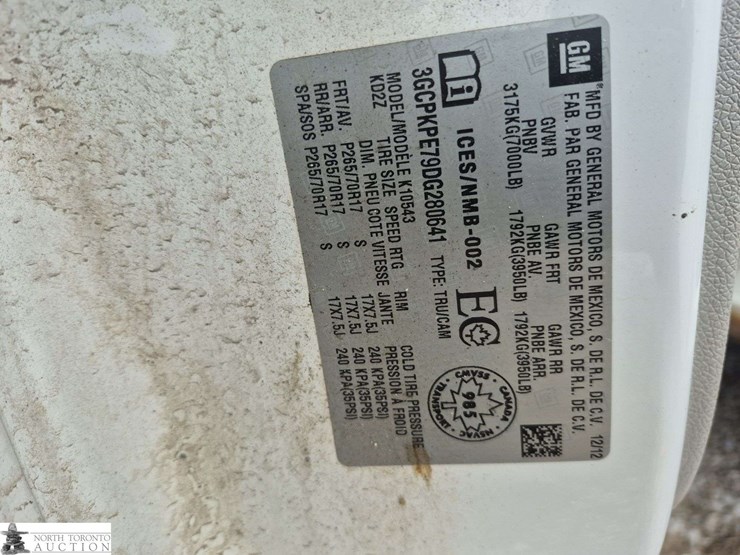 GM
MFD BY GENERAL MOTORS DE MEXICO, S. DE R.L. DE C.V. 12/12
FAB. PAR GENERAL MOTORS DE MEXICO, S. DE R.L. DE C.V.
GVWR GAWR FRT GAWR RR
PNBV PNBE AV. PNBE ARR.
3175KG(7000LB) 1792KG(3950LB) 1792KG(3950LB)
i ICES/NMB-002 EC
CANADA
CMVSS NSVAC
985
TRANSPORT
3GCPKPE79DG280641 TYPE: TRU/CAM
MODEL/MODÈLE K10543
KD2Z TIRE SIZE SPEED RTG RIM COLD TIRE PRESSURE
DIM. PNEU COTE VITESSE JANTE PRESSION À FROID
FRT/AV. P265/70R17 S 17X7.5J 240 KPA(35PSI)
RR/ARR. P265/70R17 S 17X7.5J 240 KPA(35PSI)
SPA/SOS P265/70R17 S 17X7.5J 240 KPA(35PSI)
NORTH TORONTO
AUCTION